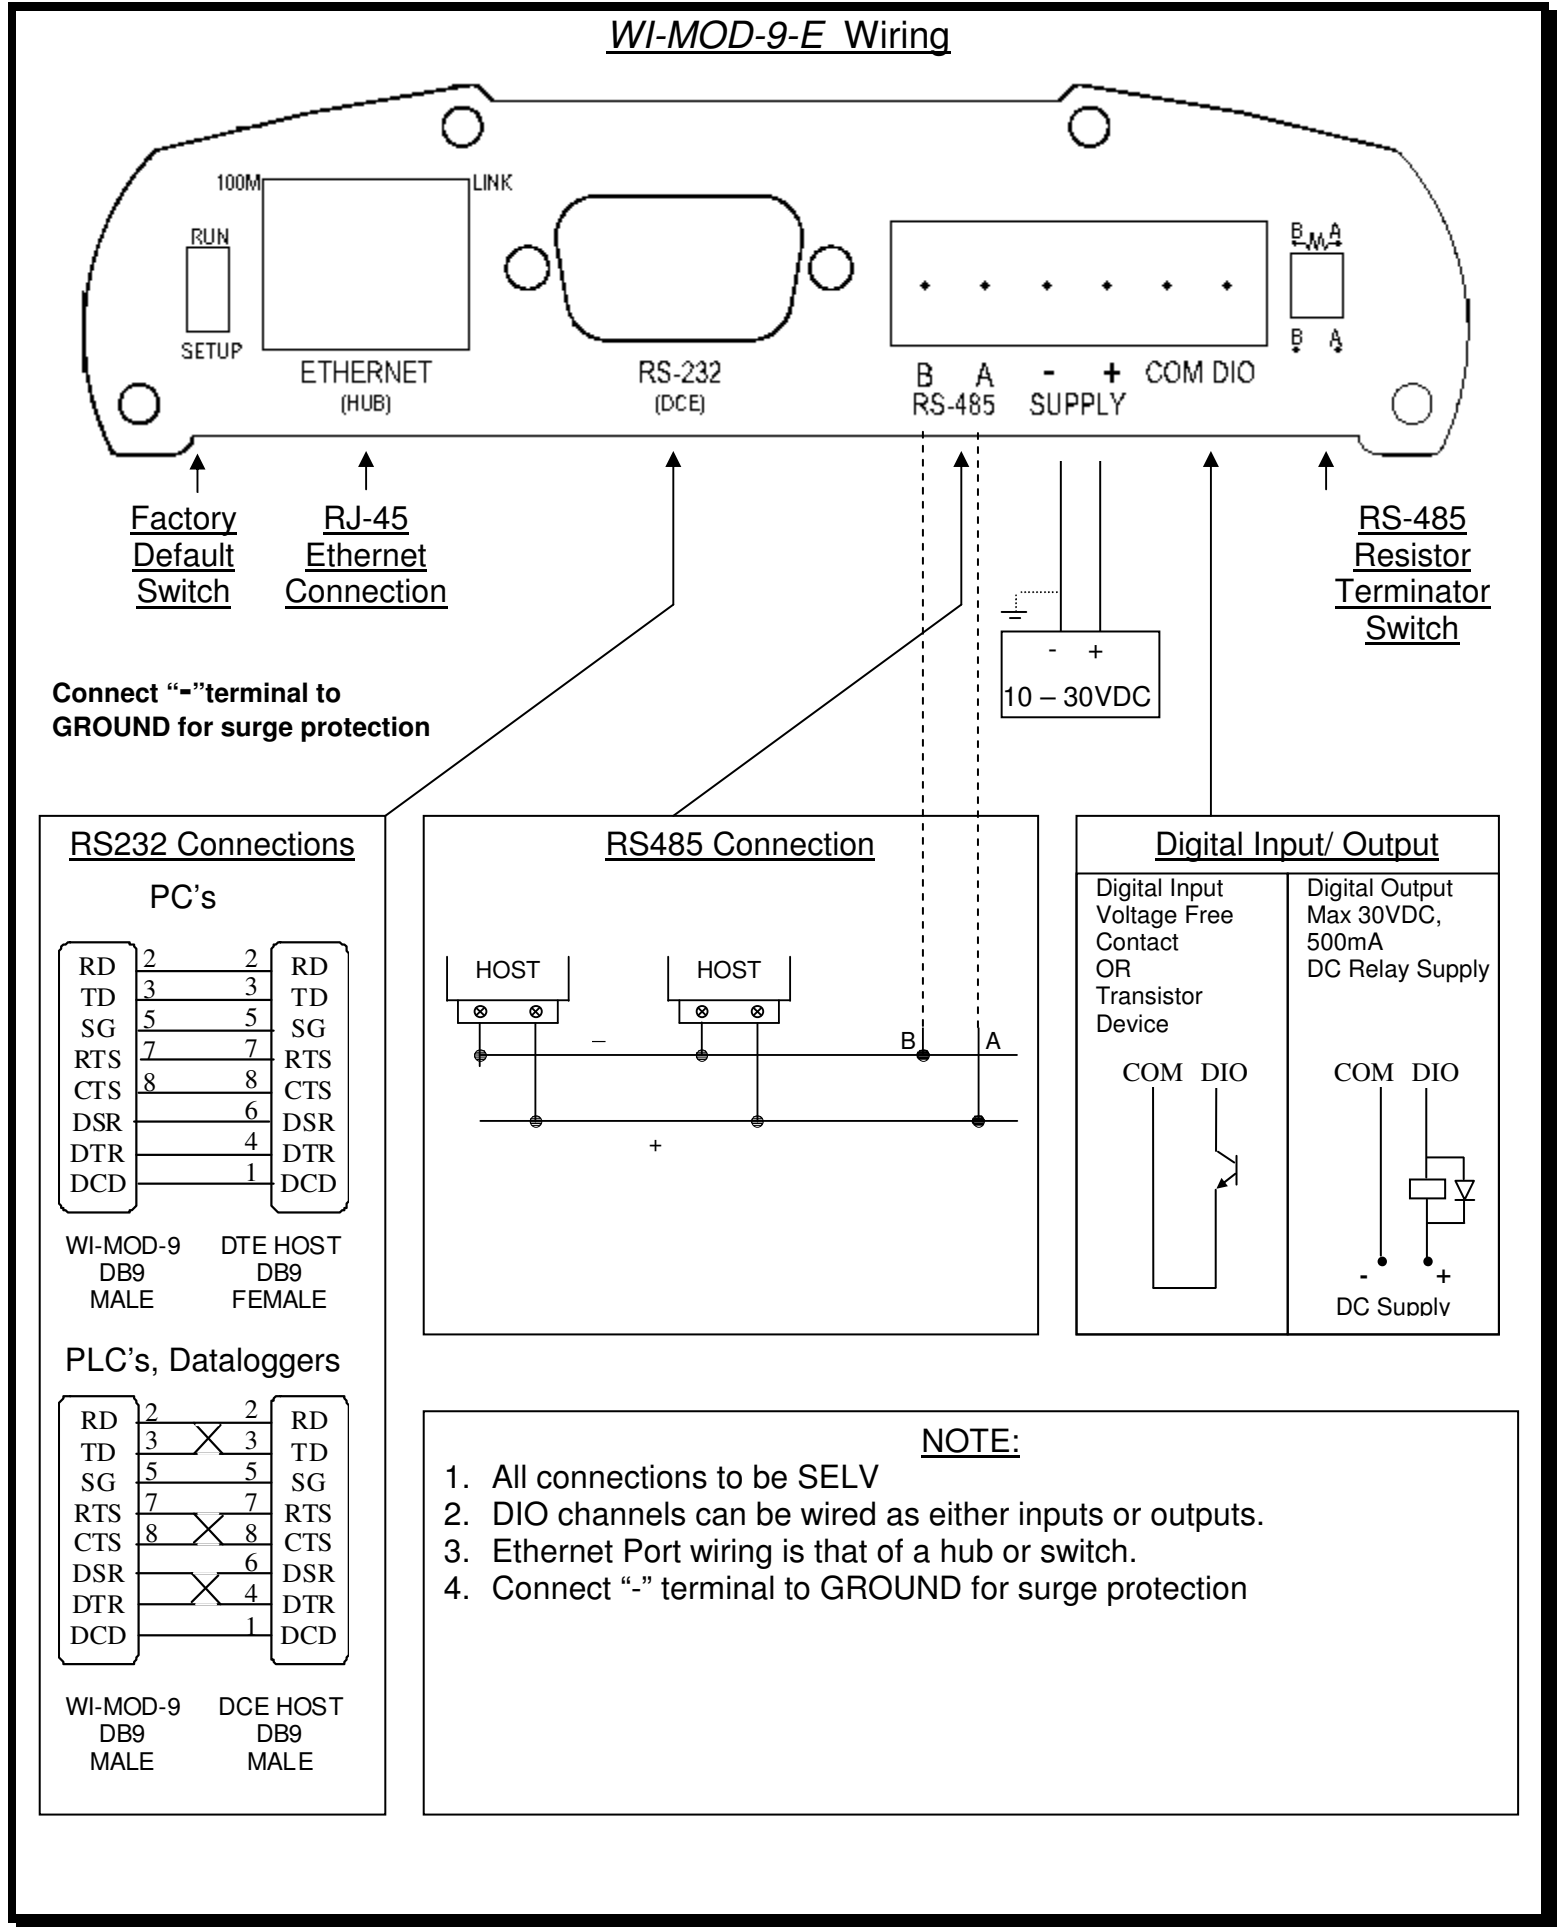 WI-MOD-9-E Wiring
100M LINK
RUN
SETUP
ETHERNET
(HUB)
RS-232
(DCE)
B A - + COM DIO
RS-485 SUPPLY
B A
B A
Factory
Default
Switch
RJ-45
Ethernet
Connection
RS-485
Resistor
Terminator
Switch
- +
10 – 30VDC
Connect “-”terminal to
GROUND for surge protection
RS232 Connections
PC’s
RD 2 2 RD
TD 3 3 TD
SG 5 5 SG
RTS 7 7 RTS
CTS 8 8 CTS
DSR 6 DSR
DTR 4 DTR
DCD 1 DCD
WI-MOD-9
DB9
MALE
DTE HOST
DB9
FEMALE
PLC’s, Dataloggers
RD 2 2 RD
TD 3 3 TD
SG 5 5 SG
RTS 7 7 RTS
CTS 8 8 CTS
DSR 6 DSR
DTR 4 DTR
DCD 1 DCD
WI-MOD-9
DB9
MALE
DCE HOST
DB9
MALE
RS485 Connection
HOST HOST
– B A
+
Digital Input/ Output
Digital Input
Voltage Free
Contact
OR
Transistor
Device
COM DIO
Digital Output
Max 30VDC,
500mA
DC Relay Supply
COM DIO
- +
DC Supply
NOTE:
1. All connections to be SELV
2. DIO channels can be wired as either inputs or outputs.
3. Ethernet Port wiring is that of a hub or switch.
4. Connect “-” terminal to GROUND for surge protection